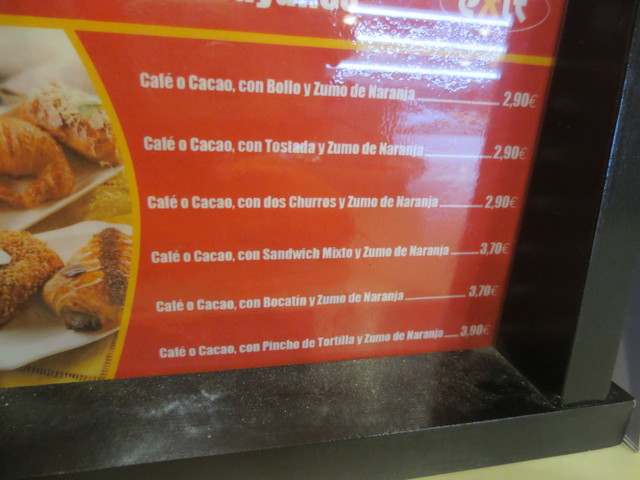 Café o Cacao, con Bollo y Zumo de Naranja 2,90€
Café o Cacao, con Tostada y Zumo de Naranja 2,90€
Café o Cacao, con dos Churros y Zumo de Naranja 2,90€
Café o Cacao, con Sandwich Mixto y Zumo de Naranja 3,70€
Café o Cacao, con Bocatín y Zumo de Naranja 3,70€
Café o Cacao, con Pincho de Tortilla y Zumo de Naranja 3,90€